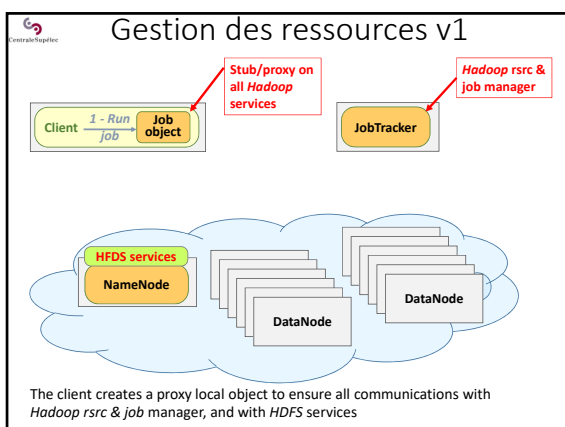 CentraleSupélec
Gestion des ressources v1
Stub/proxy on
all Hadoop
services
Hadoop rsrc &
job manager
Client
1 - Run
job
Job
object
JobTracker
HFDS services
NameNode
DataNode
DataNode
The client creates a proxy local object to ensure all communications with
Hadoop rsrc & job manager, and with HDFS services